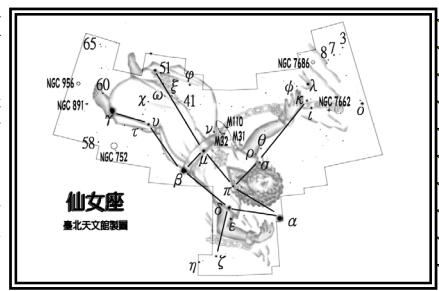 65
51
φ
ξ
NGC 7686
8
7
3
NGC 956
60
χ
ω
41
φ
λ
κ
ι
NGC 7662
ο
NGC 891
γ
τ
υ
ν
M110
M31
M32
θ
58
NGC 752
μ
ρ
σ
β
π
仙女座
δ
α
臺北天文館製圖
ε
η
ζ